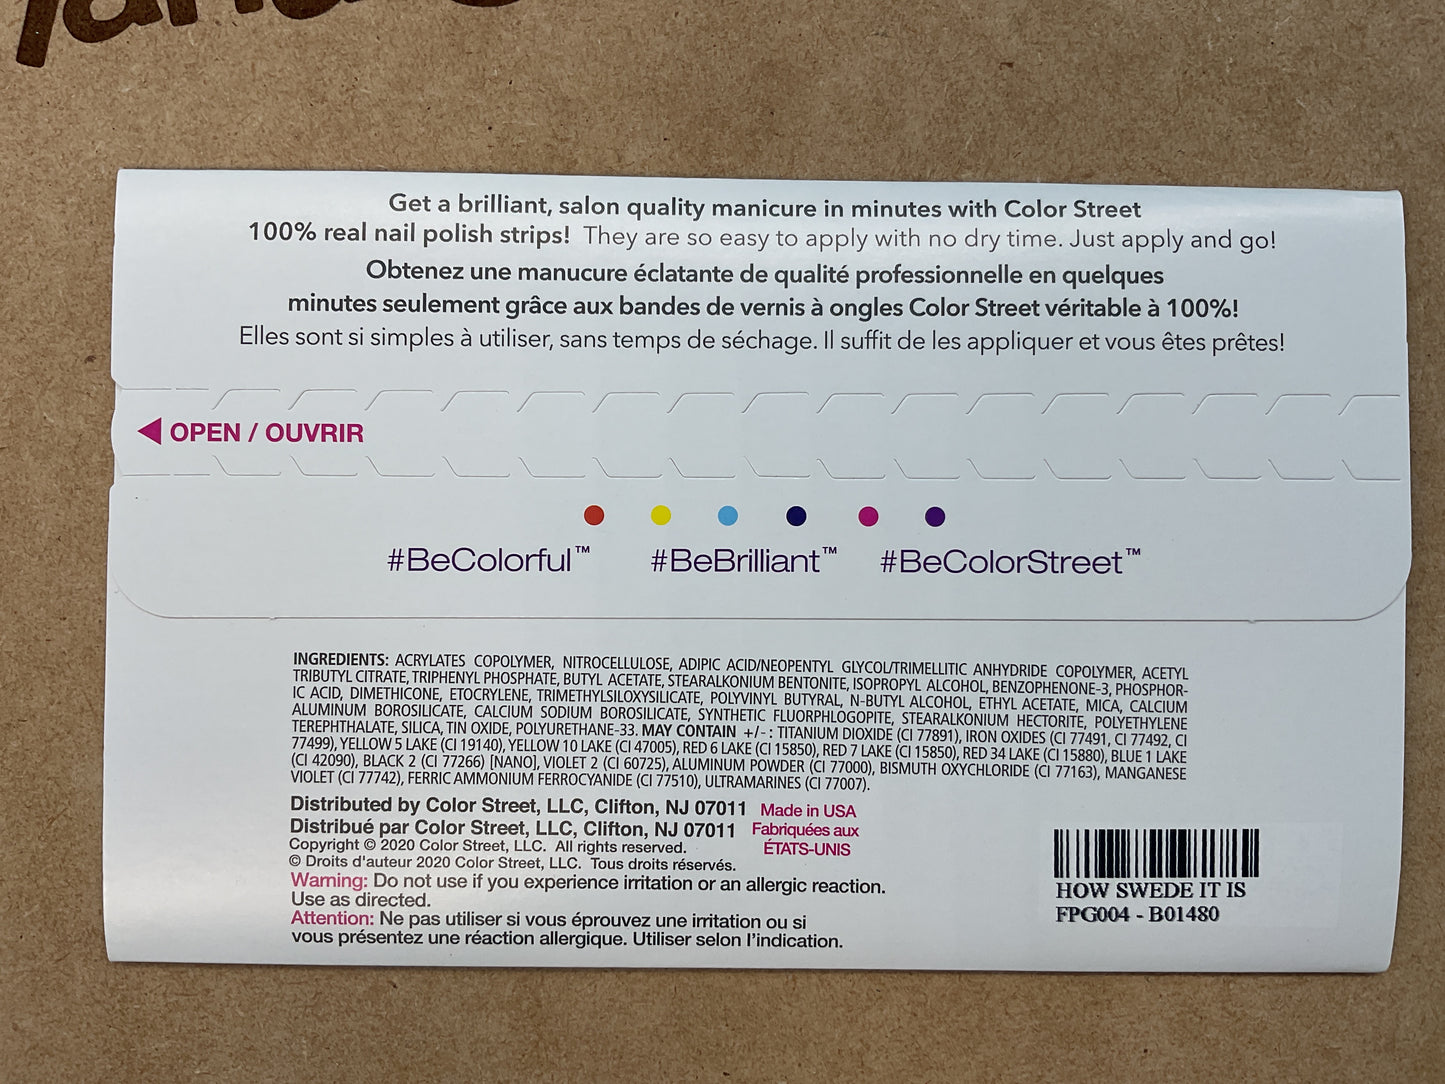 Get a brilliant, salon quality manicure in minutes with Color Street
100% real nail polish strips! They are so easy to apply with no dry time. Just apply and go!
Obtenez une manucure éclatante de qualité professionnelle en quelques
minutes seulement grâce aux bandes de vernis à ongles Color Street véritable à 100%!
Elles sont si simples à utiliser, sans temps de séchage. Il suffit de les appliquer et vous êtes prêtes!
OPEN / OUVRIR
#BeColorful™ #BeBrilliant™ #BeColorStreet™
INGREDIENTS: ACRYLATES COPOLYMER, NITROCELLULOSE, ADIPIC ACID/NEOPENTYL GLYCOL/TRIMELLITIC ANHYDRIDE COPOLYMER, ACETYL
TRIBUTYL CITRATE, TRIPHENYL PHOSPHATE, BUTYL ACETATE, STEARALKONIUM BENTONITE, ISOPROPYL ALCOHOL, BENZOPHENONE-3, PHOSPHOR-
IC ACID, DIMETHICONE, ETOCRYLENE, TRIMETHYLSILOXYSILICATE, POLYVINYL BUTYRAL, N-BUTYL ALCOHOL, ETHYL ACETATE, MICA, CALCIUM
ALUMINUM BOROSILICATE, CALCIUM SODIUM BOROSILICATE, SYNTHETIC FLUORPHLOGOPITE, STEARALKONIUM HECTORITE, POLYETHYLENE
TEREPHTHALATE, SILICA, TIN OXIDE, POLYURETHANE-33. MAY CONTAIN +/- : TITANIUM DIOXIDE (CI 77891), IRON OXIDES (CI 77491, CI 77492, CI
77499), YELLOW 5 LAKE (CI 19140), YELLOW 10 LAKE (CI 47005), RED 6 LAKE (CI 15850), RED 7 LAKE (CI 15850), RED 34 LAKE (CI 15880), BLUE 1 LAKE
(CI 42090), BLACK 2 (CI 77266) [NANO], VIOLET 2 (CI 60725), ALUMINUM POWDER (CI 77000), BISMUTH OXYCHLORIDE (CI 77163), MANGANESE
VIOLET (CI 77742), FERRIC AMMONIUM FERROCYANIDE (CI 77510), ULTRAMARINES (CI 77007).
Distributed by Color Street, LLC, Clifton, NJ 07011 Made in USA
Distribué par Color Street, LLC, Clifton, NJ 07011 Fabriquées aux
ÉTATS-UNIS
Copyright © 2020 Color Street, LLC. All rights reserved.
© Droits d'auteur 2020 Color Street, LLC. Tous droits réservés.
Warning: Do not use if you experience irritation or an allergic reaction.
Use as directed.
Attention: Ne pas utiliser si vous éprouvez une irritation ou si
vous présentez une réaction allergique. Utiliser selon l'indication.
HOW SWEDE IT IS
FPG004 - B01480